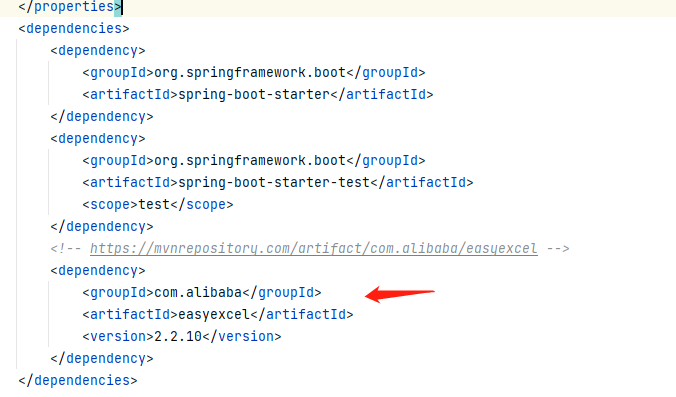 </properties>
<dependencies>
<dependency>
<groupId>org.springframework.boot</groupId>
<artifactId>spring-boot-starter</artifactId>
</dependency>
<dependency>
<groupId>org.springframework.boot</groupId>
<artifactId>spring-boot-starter-test</artifactId>
<scope>test</scope>
</dependency>
<!-- https://mvnrepository.com/artifact/com.alibaba/easyexcel -->
<dependency>
<groupId>com.alibaba</groupId>
<artifactId>easyexcel</artifactId>
<version>2.2.10</version>
</dependency>
</dependencies>